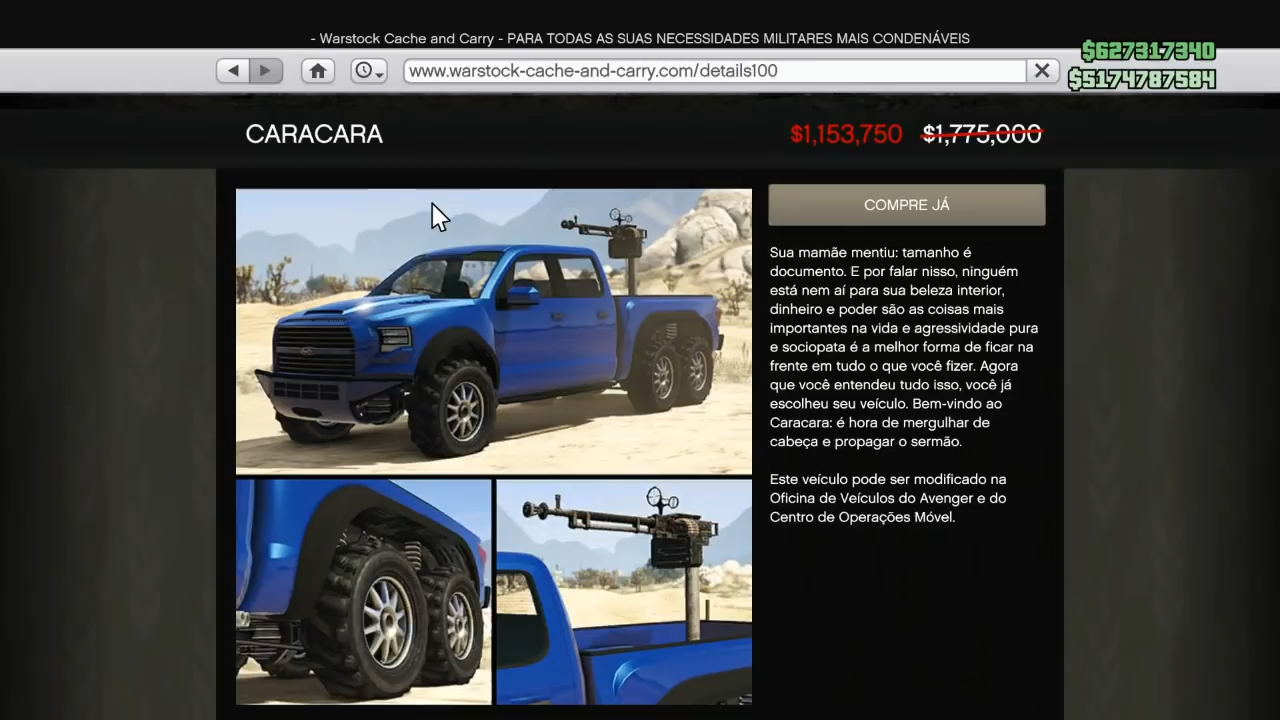 - Warstock Cache and Carry - PARA TODAS AS SUAS NECESSIDADES MILITARES MAIS CONDENÁVEIS
$627317340
www.warstock-cache-and-carry.com/details100
$5174787584
CARACARA
$1,153,750 $1,775,000
COMPRE JÁ
Sua mamãe mentiu: tamanho é
documento. E por falar nisso, ninguém
está nem aí para sua beleza interior,
dinheiro e poder são as coisas mais
importantes na vida e agressividade pura
e sociopata é a melhor forma de ficar na
frente em tudo o que você fizer. Agora
que você entendeu tudo isso, você já
escolheu seu veículo. Bem-vindo ao
Caracara: é hora de mergulhar de
cabeça e propagar o sermão.
Este veículo pode ser modificado na
Oficina de Veículos do Avenger e do
Centro de Operações Móvel.